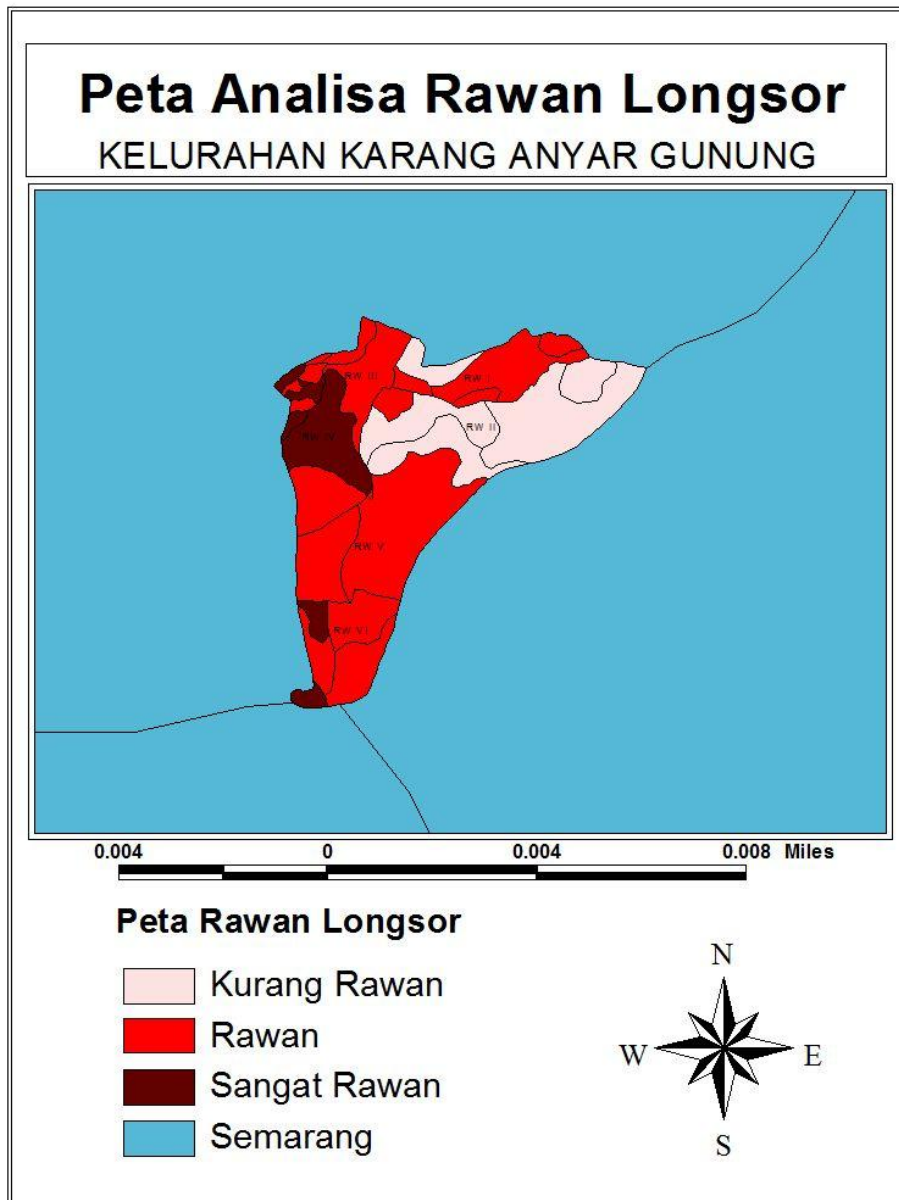 Peta Analisa Rawan Longsor
KELURAHAN KARANG ANYAR GUNUNG
RW III
RW I
RW II
RW IV
RW V
RW VI
0.004 0 0.004 0.008 Miles
Peta Rawan Longsor
Kurang Rawan
Rawan
Sangat Rawan
Semarang
N
W E
S